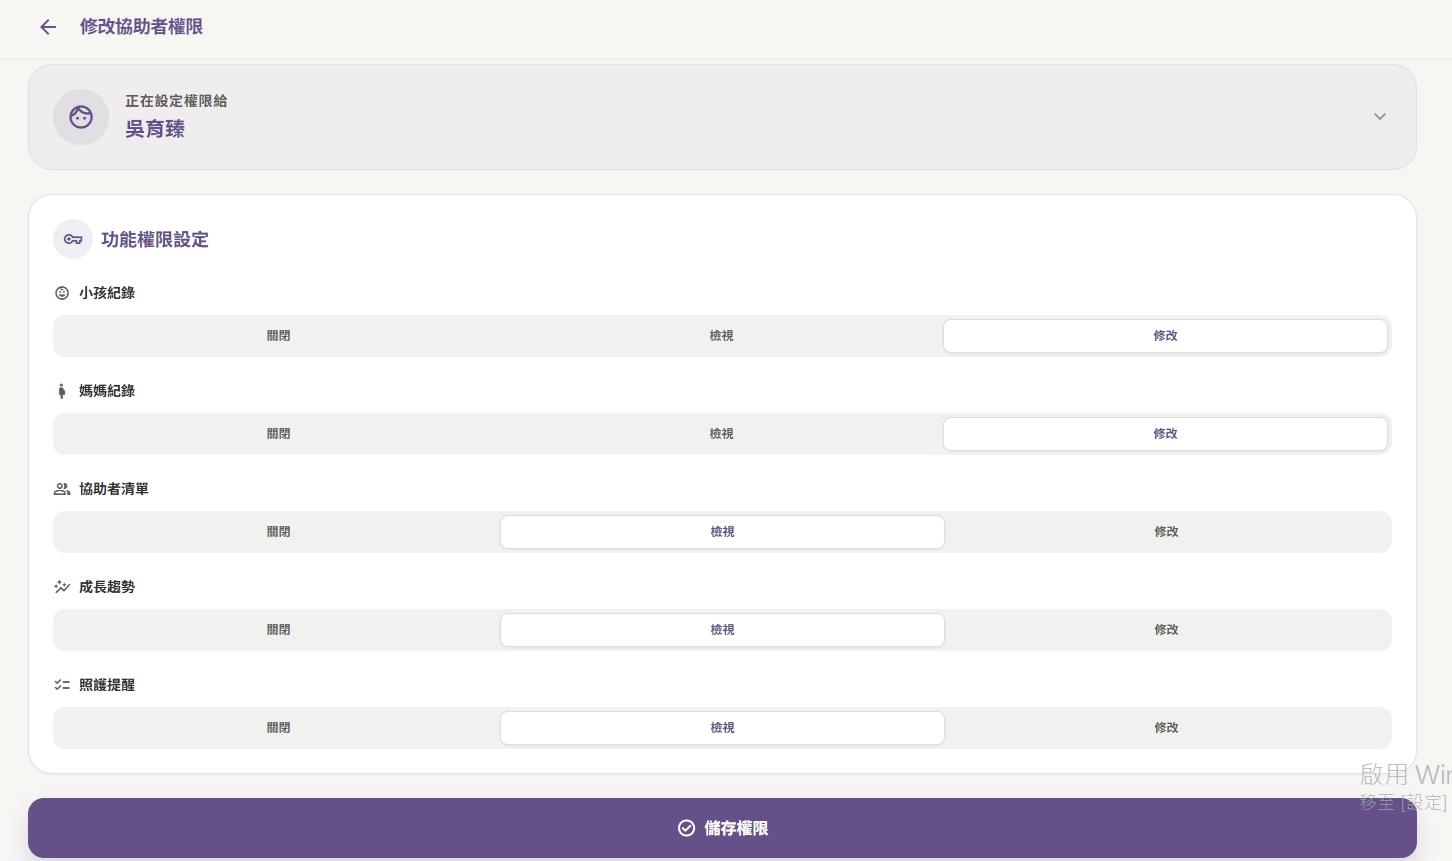 修改協助者權限
正在設定權限給
吳育臻
功能權限設定
小孩紀錄
關閉 檢視 修改
媽媽紀錄
關閉 檢視 修改
協助者清單
關閉 檢視 修改
成長趨勢
關閉 檢視 修改
照護提醒
關閉 檢視 修改
啟用 Win
移至 [設定]
儲存權限